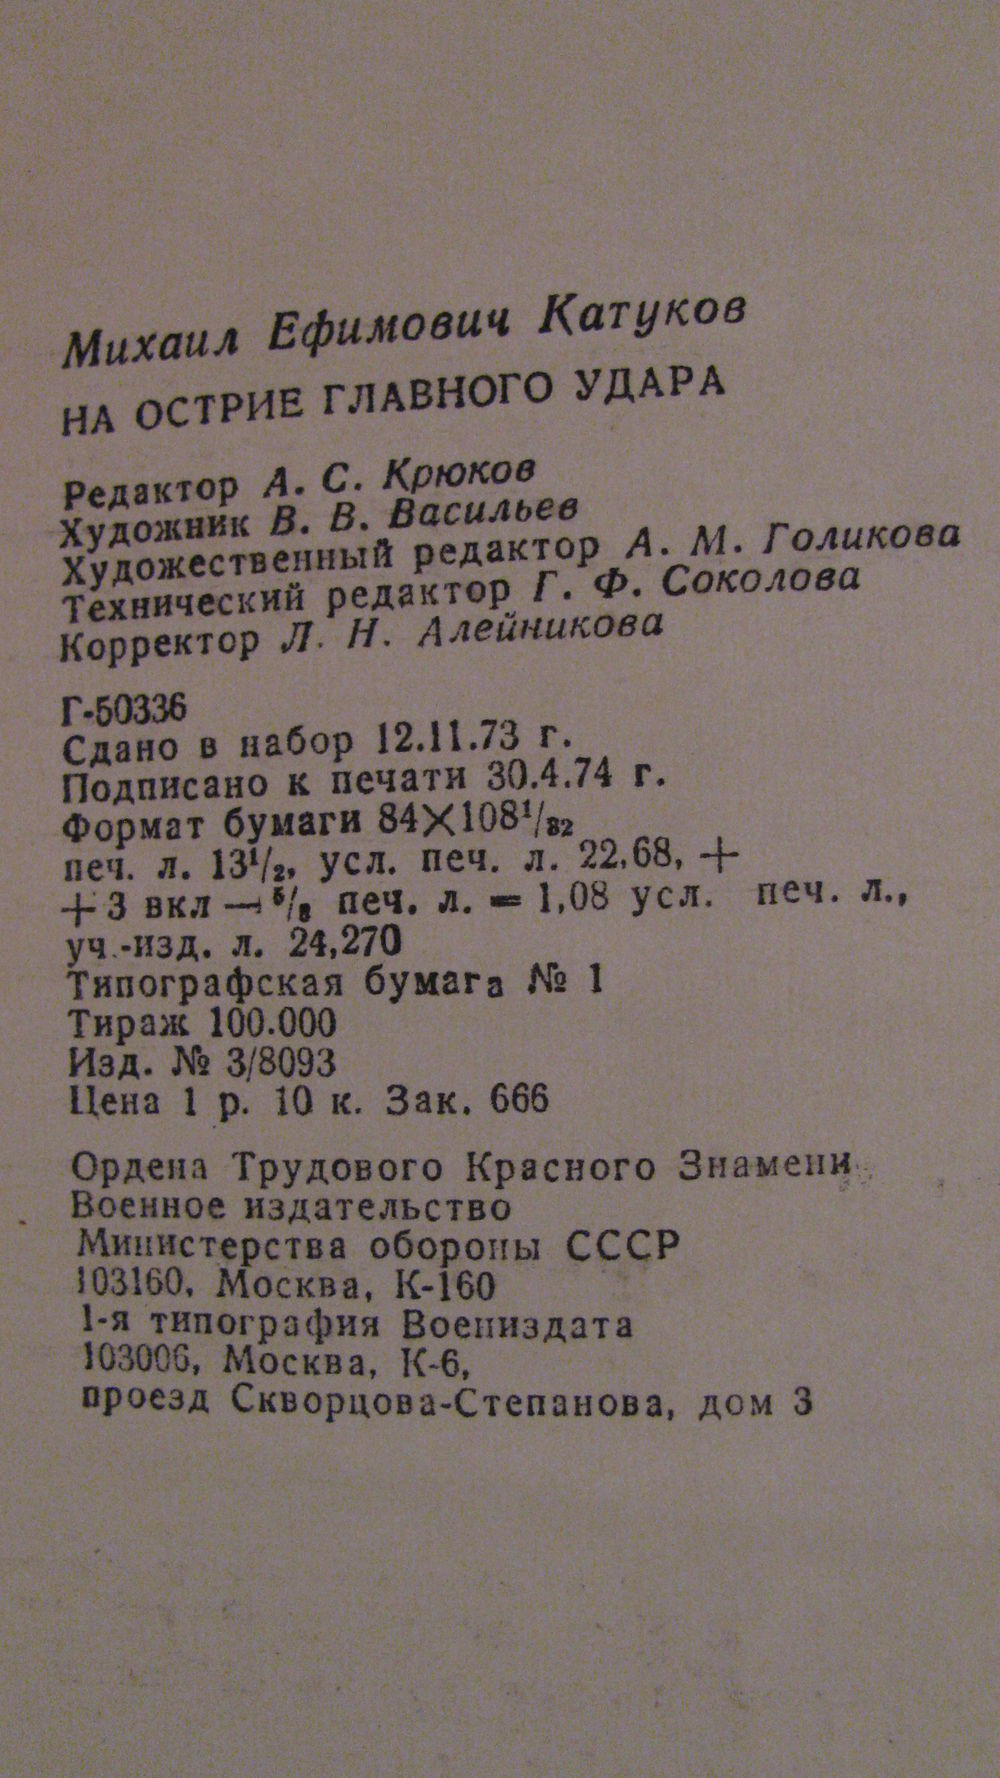 Михаил Ефимович Катуков
НА ОСТРИЕ ГЛАВНОГО УДАРА
Редактор А. С. Крюков
Художник В. В. Васильев
Художественный редактор А. М. Голикова
Технический редактор Г. Ф. Соколова
Корректор Л. Н. Алейникова
Г-50336
Сдано в набор 12.11.73 г.
Подписано к печати 30.4.74 г.
Формат бумаги 84×108¹/₃₂
печ. л. 13¹/₂, усл. печ. л. 22,68, +
+ 3 вкл — ⁵/₈ печ. л. = 1,08 усл. печ. л.,
уч.-изд. л. 24,270
Типографская бумага № 1
Тираж 100.000
Изд. № 3/8093
Цена 1 р. 10 к. Зак. 666
Ордена Трудового Красного Знамени
Военное издательство
Министерства обороны СССР
103160, Москва, К-160
1-я типография Воениздата
103006, Москва, К-6,
проезд Скворцова-Степанова, дом 3